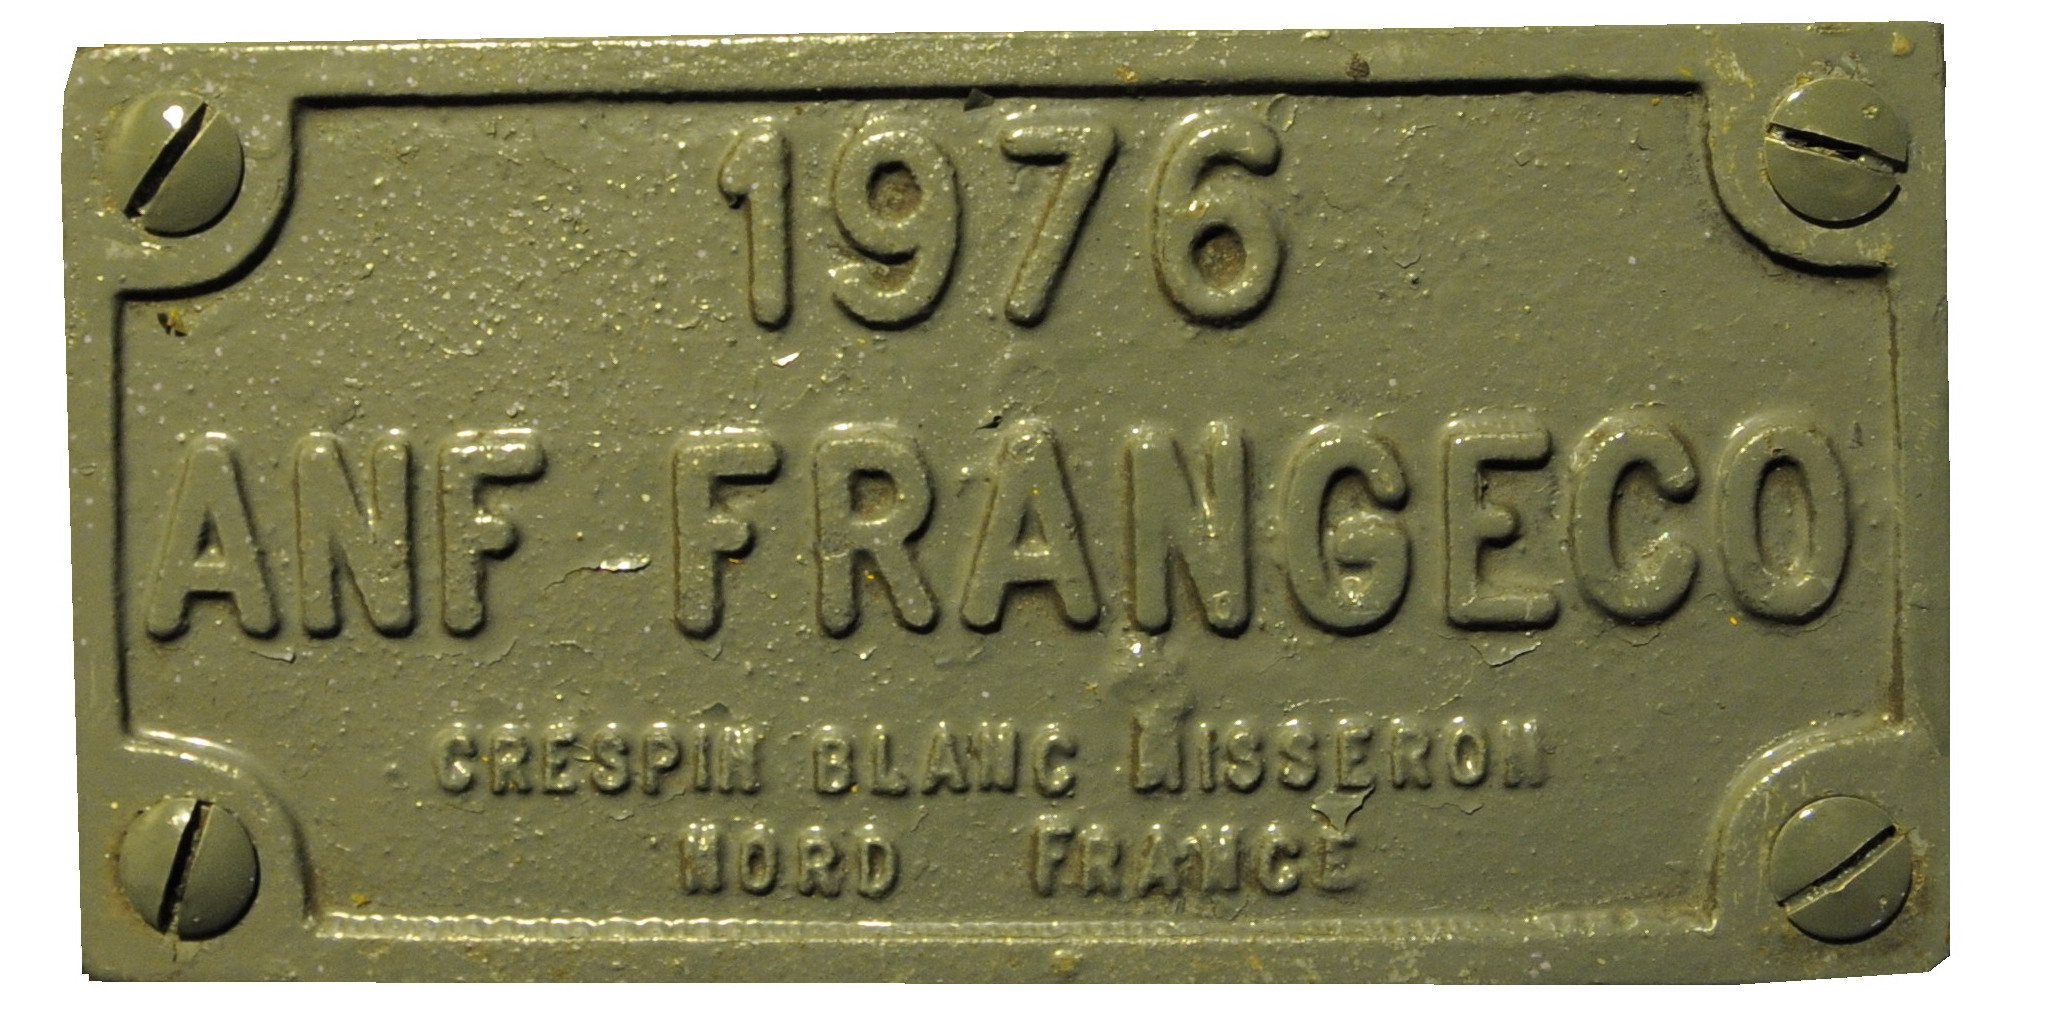 1976
ANF FRANGECO
CRESPIN BLANC MISSERON
NORD FRANCE